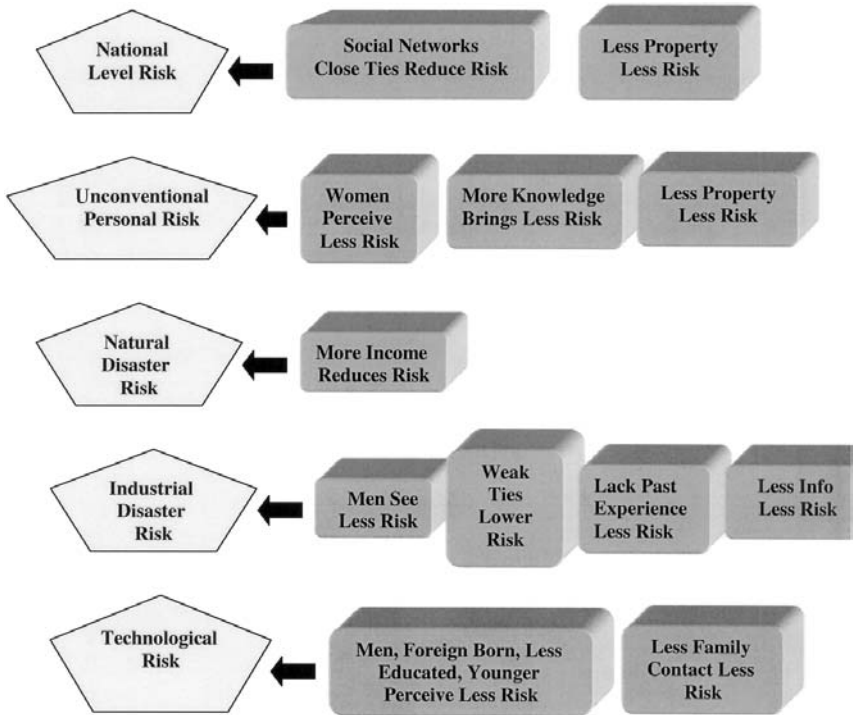 National
Level Risk
Social Networks
Close Ties Reduce Risk
Less Property
Less Risk
Unconventional
Personal Risk
Women
Perceive
Less Risk
More Knowledge
Brings Less Risk
Less Property
Less Risk
Natural
Disaster
Risk
More Income
Reduces Risk
Industrial
Disaster
Risk
Men See
Less Risk
Weak
Ties
Lower
Risk
Lack Past
Experience
Less Risk
Less Info
Less Risk
Technological
Risk
Men, Foreign Born, Less
Educated, Younger
Perceive Less Risk
Less Family
Contact Less
Risk